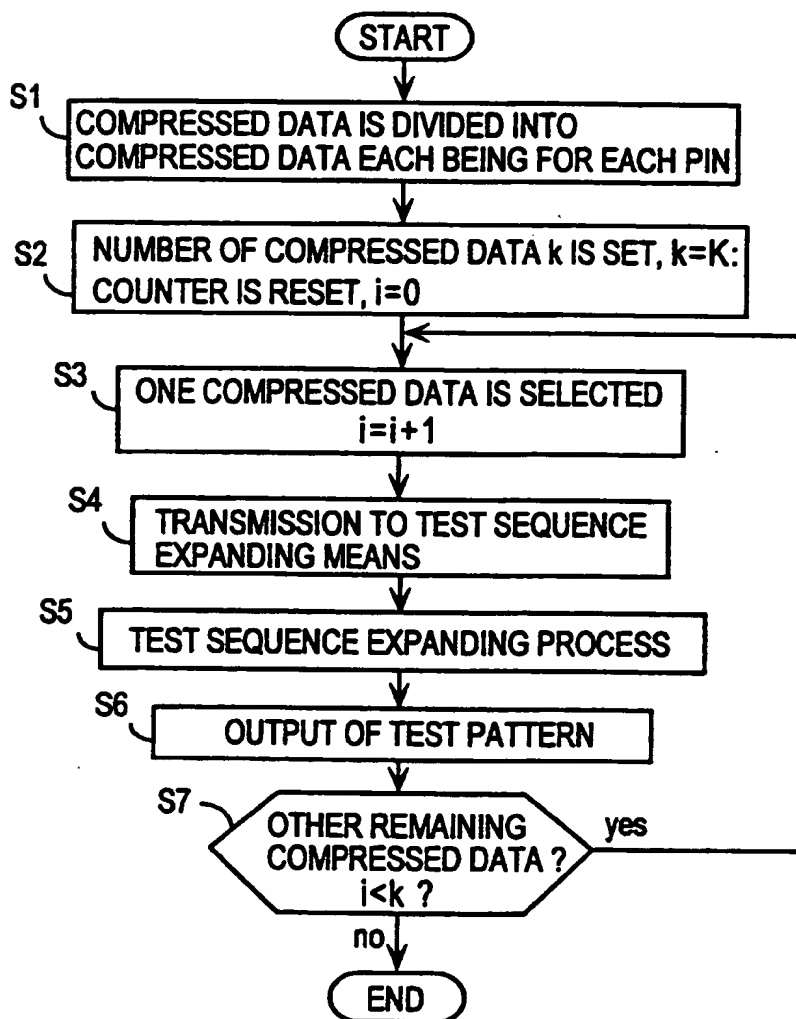 START
S1
COMPRESSED DATA IS DIVIDED INTO
COMPRESSED DATA EACH BEING FOR EACH PIN
S2
NUMBER OF COMPRESSED DATA k IS SET, k=K:
COUNTER IS RESET, i=0
S3
ONE COMPRESSED DATA IS SELECTED
i=i+1
S4
TRANSMISSION TO TEST SEQUENCE
EXPANDING MEANS
S5
TEST SEQUENCE EXPANDING PROCESS
S6
OUTPUT OF TEST PATTERN
S7
OTHER REMAINING
COMPRESSED DATA ?
i<k ?
yes
no
END